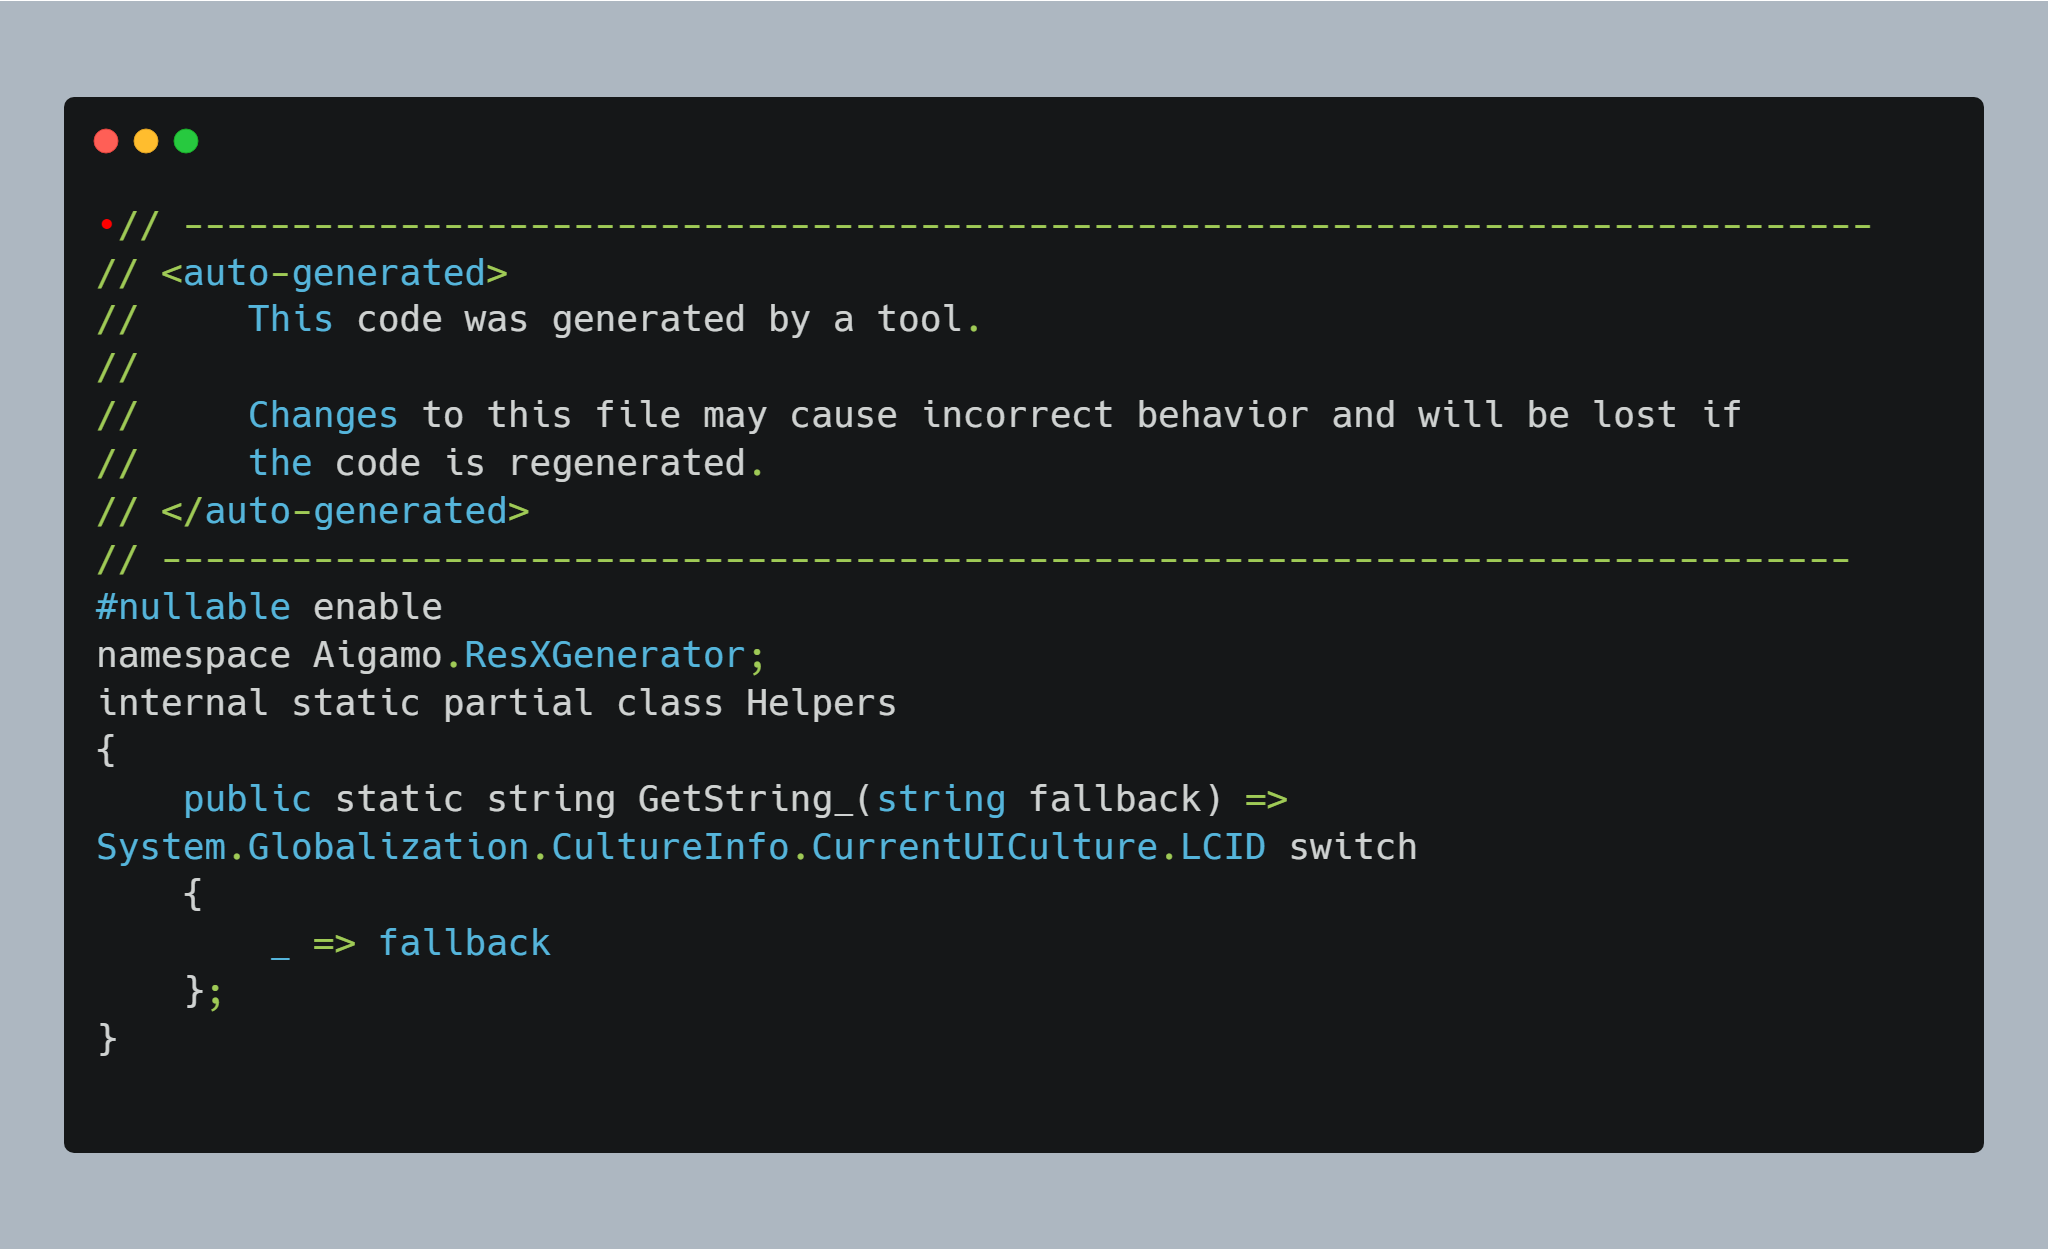 •// ------------------------------------------------------------------------------
// <auto-generated>
//     This code was generated by a tool.
//
//     Changes to this file may cause incorrect behavior and will be lost if
//     the code is regenerated.
// </auto-generated>
// ------------------------------------------------------------------------------
#nullable enable
namespace Aigamo.ResXGenerator;
internal static partial class Helpers
{
    public static string GetString_(string fallback) =>
System.Globalization.CultureInfo.CurrentUICulture.LCID switch
    {
        _ => fallback
    };
}